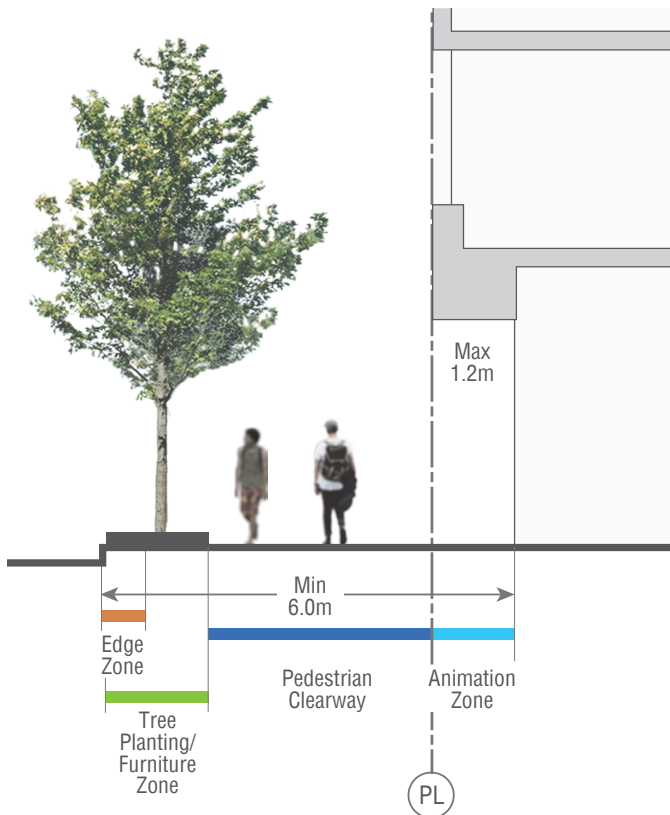 Max
1.2m
Min
6.0m
Edge
Zone
Pedestrian
Clearway
Animation
Zone
Tree
Planting/
Furniture
Zone
PL